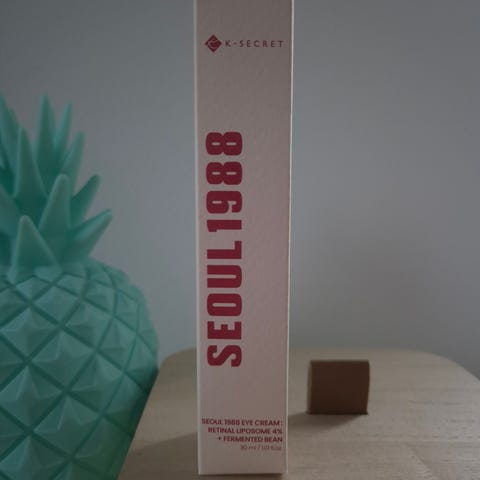 K-SECRET
SEOUL1988
SEOUL 1988 EYE CREAM :
RETINAL LIPOSOME 4%
+ FERMENTED BEAN
30 ml / 1.01 fl.oz.